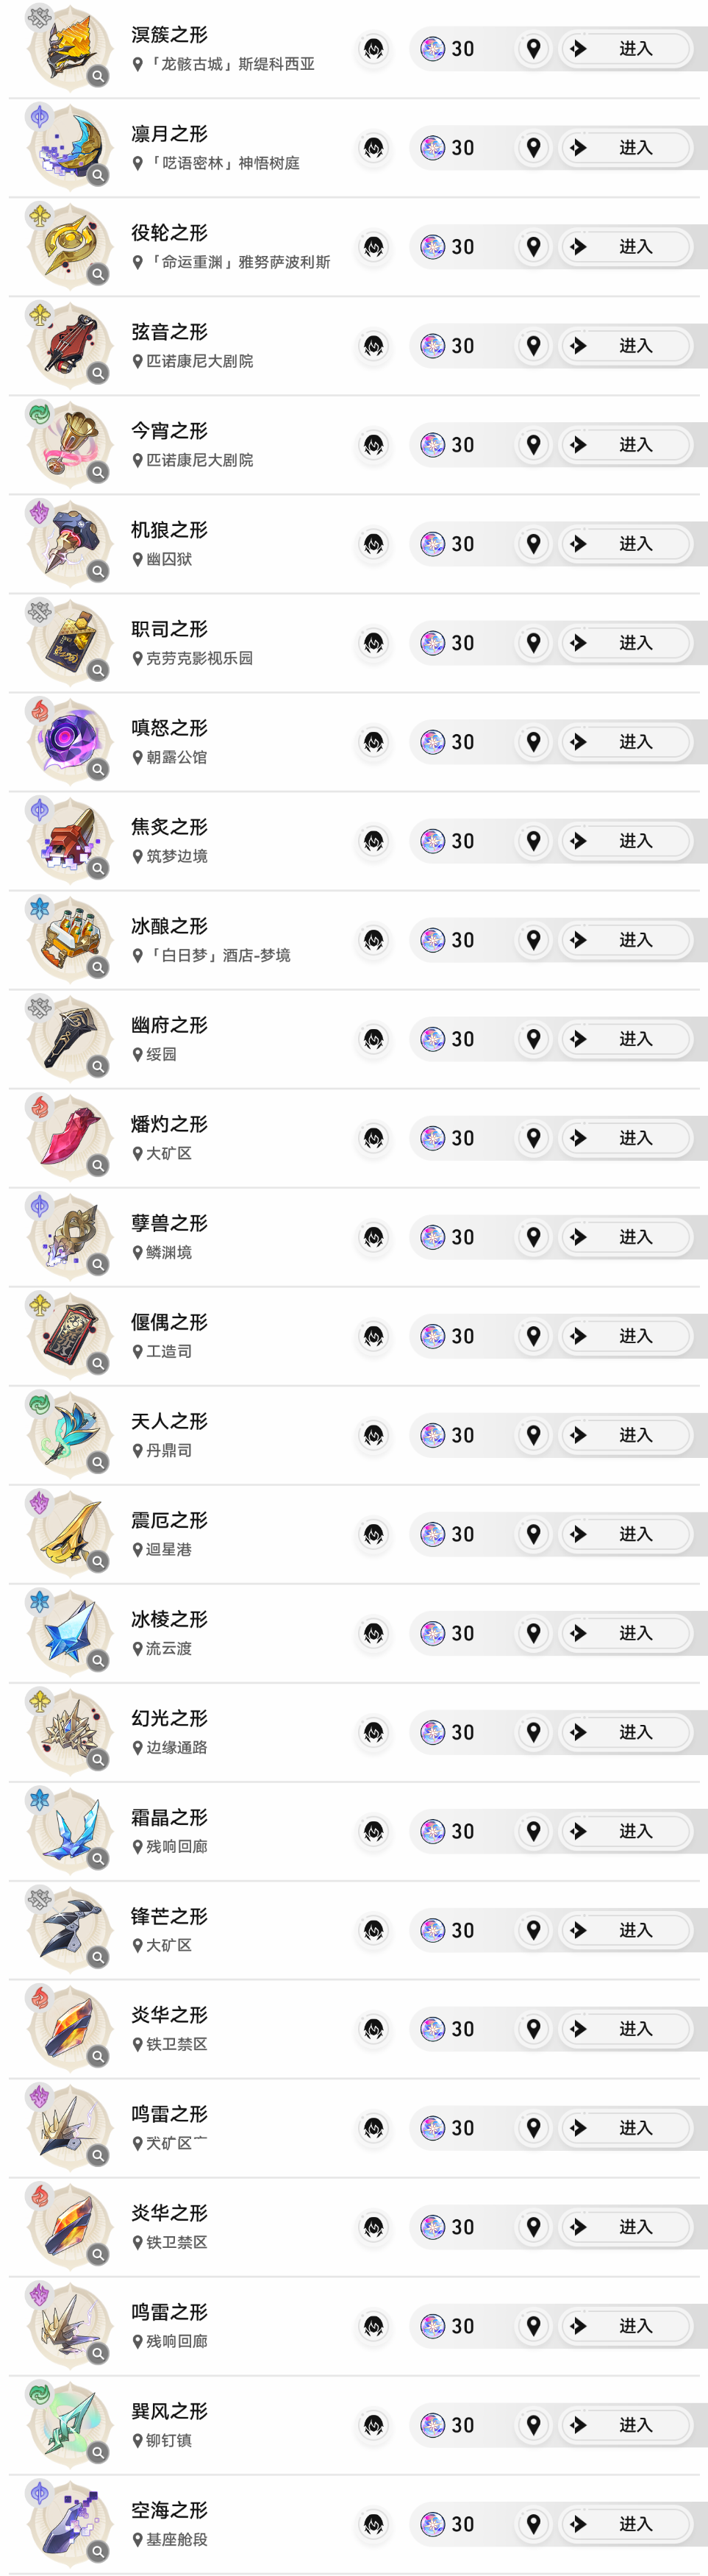 溟簇之形
「龙骸古城」斯缇科西亚
30
进入
凛月之形
「呓语密林」神悟树庭
30
进入
役轮之形
「命运重渊」雅努萨波利斯
30
进入
弦音之形
匹诺康尼大剧院
30
进入
今宵之形
匹诺康尼大剧院
30
进入
机狼之形
幽囚狱
30
进入
职司之形
克劳克影视乐园
30
进入
嗔怒之形
朝露公馆
30
进入
焦炙之形
筑梦边境
30
进入
冰酿之形
「白日梦」酒店-梦境
30
进入
幽府之形
绥园
30
进入
燔灼之形
大矿区
30
进入
孽兽之形
鳞渊境
30
进入
偃偶之形
工造司
30
进入
天人之形
丹鼎司
30
进入
震厄之形
迴星港
30
进入
冰棱之形
流云渡
30
进入
幻光之形
边缘通路
30
进入
霜晶之形
残响回廊
30
进入
锋芒之形
大矿区
30
进入
炎华之形
铁卫禁区
30
进入
鸣雷之形
矿区
30
进入
炎华之形
铁卫禁区
30
进入
鸣雷之形
残响回廊
30
进入
巽风之形
铆钉镇
30
进入
空海之形
基座舱段
30
进入